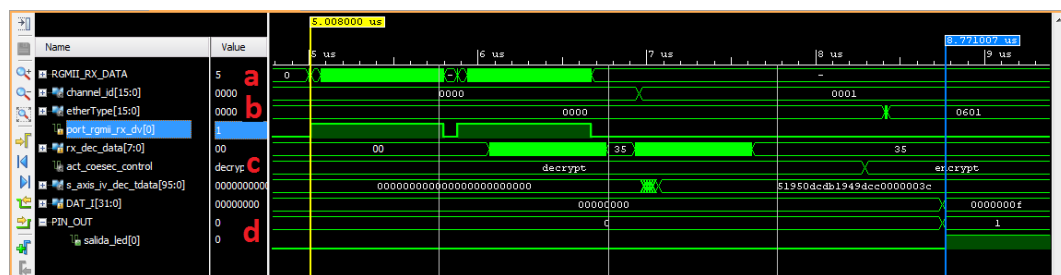 5.008000 us
8.771007 us
Name Value
5 us 6 us 7 us 8 us 9 us
RGMII_RX_DATA 5 a 0 - -
channel_id[15:0] 0000 0000 0001
etherType[15:0] 0000 b 0000 0601
port_rgmii_rx_dv[0] 1
rx_dec_data[7:0] 00 00 35 35
act_coesec_control decryp c decrypt encrypt
s_axis_iv_dec_tdata[95:0] 0000000000 000000000000000000000000 51950dcdb1949dcc0000003c
DAT_I[31:0] 00000000 00000000 0000000f
PIN_OUT 0 0 1
salida_led[0] 0 d